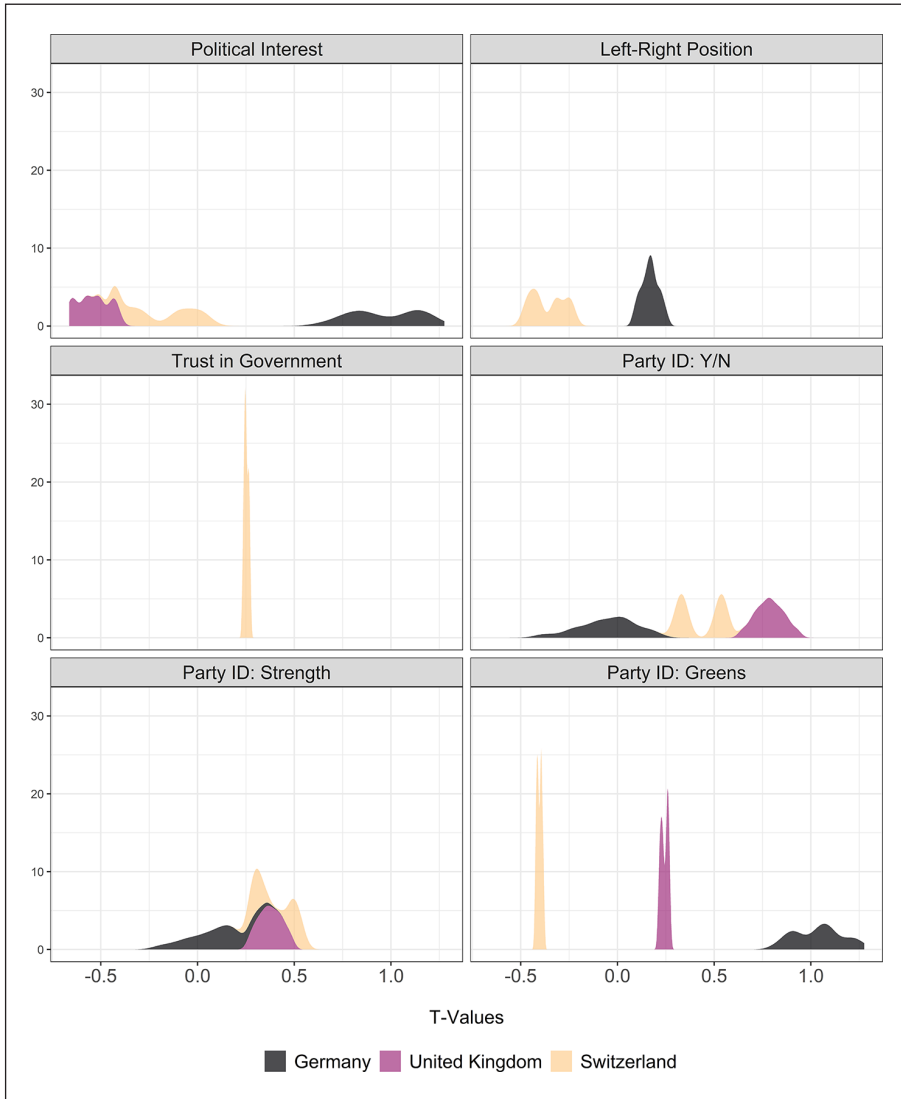 Political Interest
Left-Right Position
30
20
10
0
Trust in Government
Party ID: Y/N
30
20
10
0
Party ID: Strength
Party ID: Greens
30
20
10
0
-0.5 0.0 0.5 1.0
-0.5 0.0 0.5 1.0
T-Values
Germany United Kingdom Switzerland